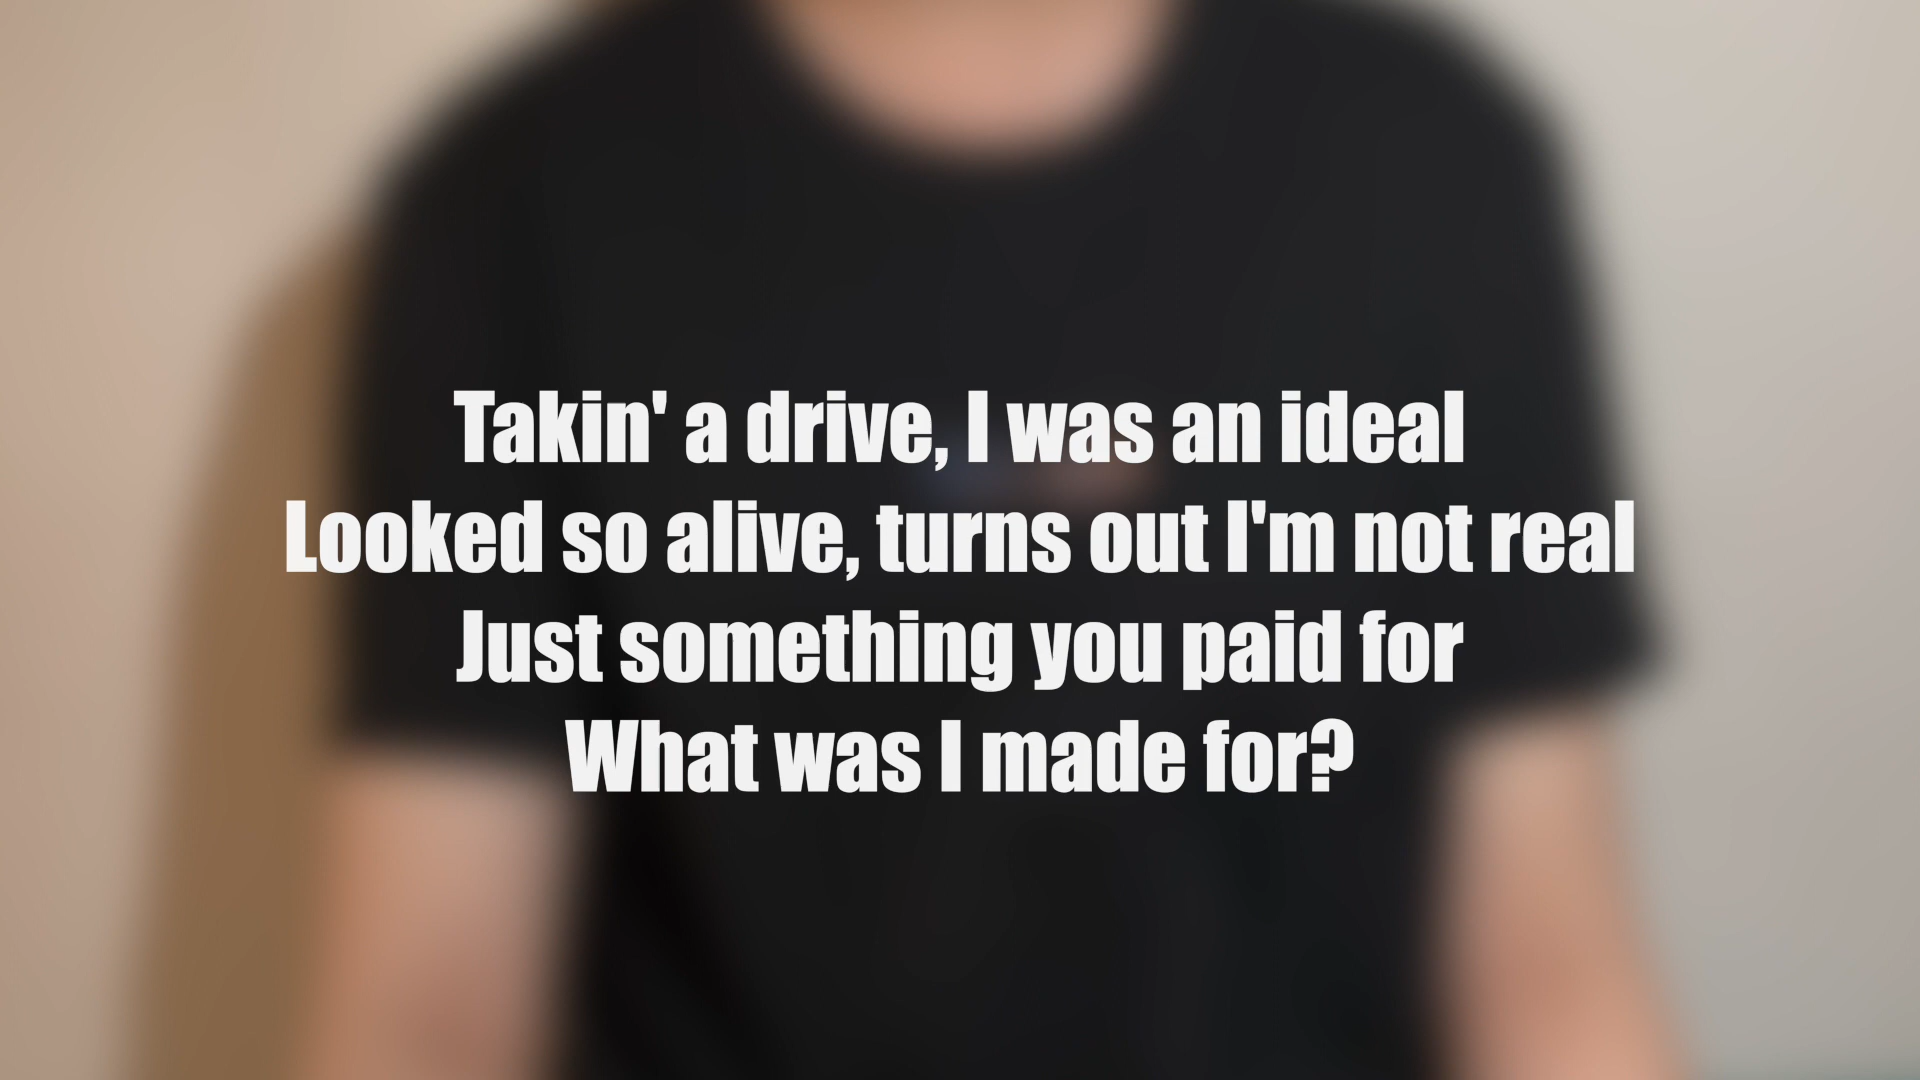 Takin' a drive, I was an ideal
Looked so alive, turns out I'm not real
Just something you paid for
What was I made for?